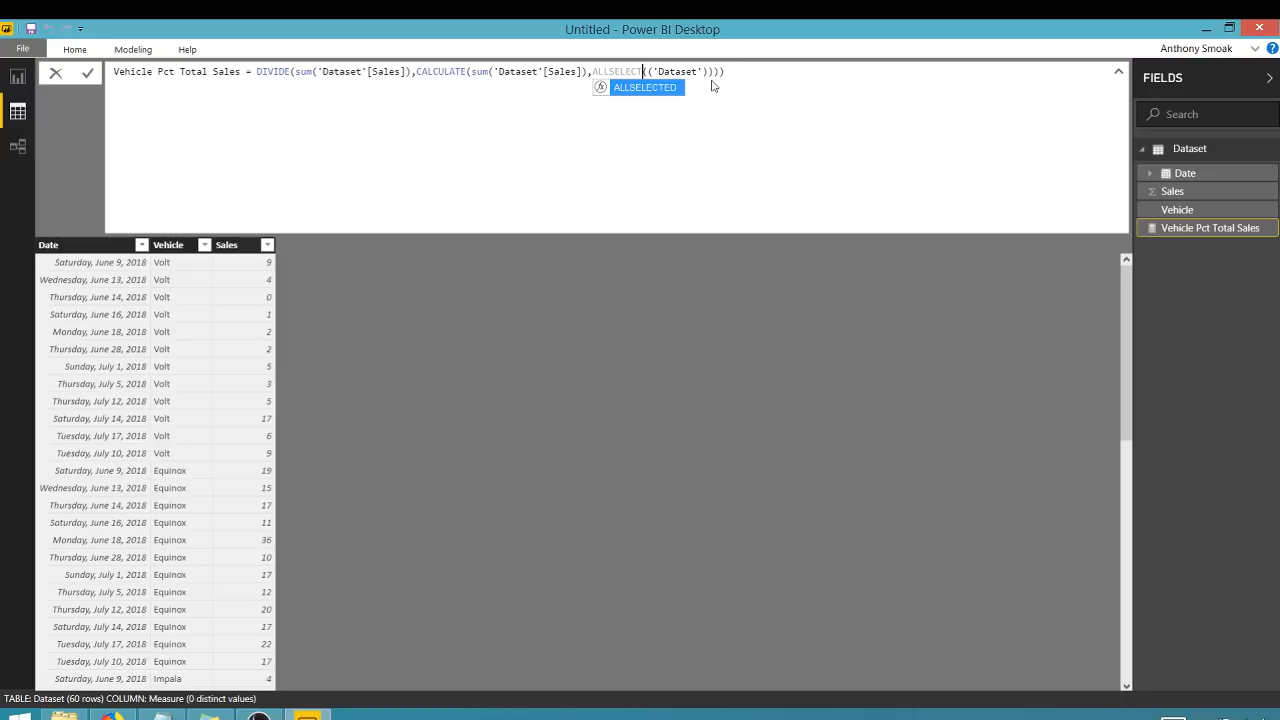 Untitled - Power BI Desktop
File Home Modeling Help Anthony Smoak
Vehicle Pct Total Sales = DIVIDE(sum('Dataset'[Sales]),CALCULATE(sum('Dataset'[Sales]),ALLSELECT(('Dataset'))))
ALLSELECTED
FIELDS
Search
Dataset
Date
Sales
Vehicle
Vehicle Pct Total Sales
Date Vehicle Sales
Saturday, June 9, 2018 Volt 9
Wednesday, June 13, 2018 Volt 4
Thursday, June 14, 2018 Volt 0
Saturday, June 16, 2018 Volt 1
Monday, June 18, 2018 Volt 2
Thursday, June 28, 2018 Volt 2
Sunday, July 1, 2018 Volt 5
Thursday, July 5, 2018 Volt 3
Thursday, July 12, 2018 Volt 5
Saturday, July 14, 2018 Volt 17
Tuesday, July 17, 2018 Volt 6
Tuesday, July 10, 2018 Volt 9
Saturday, June 9, 2018 Equinox 19
Wednesday, June 13, 2018 Equinox 15
Thursday, June 14, 2018 Equinox 17
Saturday, June 16, 2018 Equinox 11
Monday, June 18, 2018 Equinox 36
Thursday, June 28, 2018 Equinox 10
Sunday, July 1, 2018 Equinox 17
Thursday, July 5, 2018 Equinox 12
Thursday, July 12, 2018 Equinox 20
Saturday, July 14, 2018 Equinox 17
Tuesday, July 17, 2018 Equinox 22
Tuesday, July 10, 2018 Equinox 17
Saturday, June 9, 2018 Impala 4
TABLE: Dataset (60 rows) COLUMN: Measure (0 distinct values)